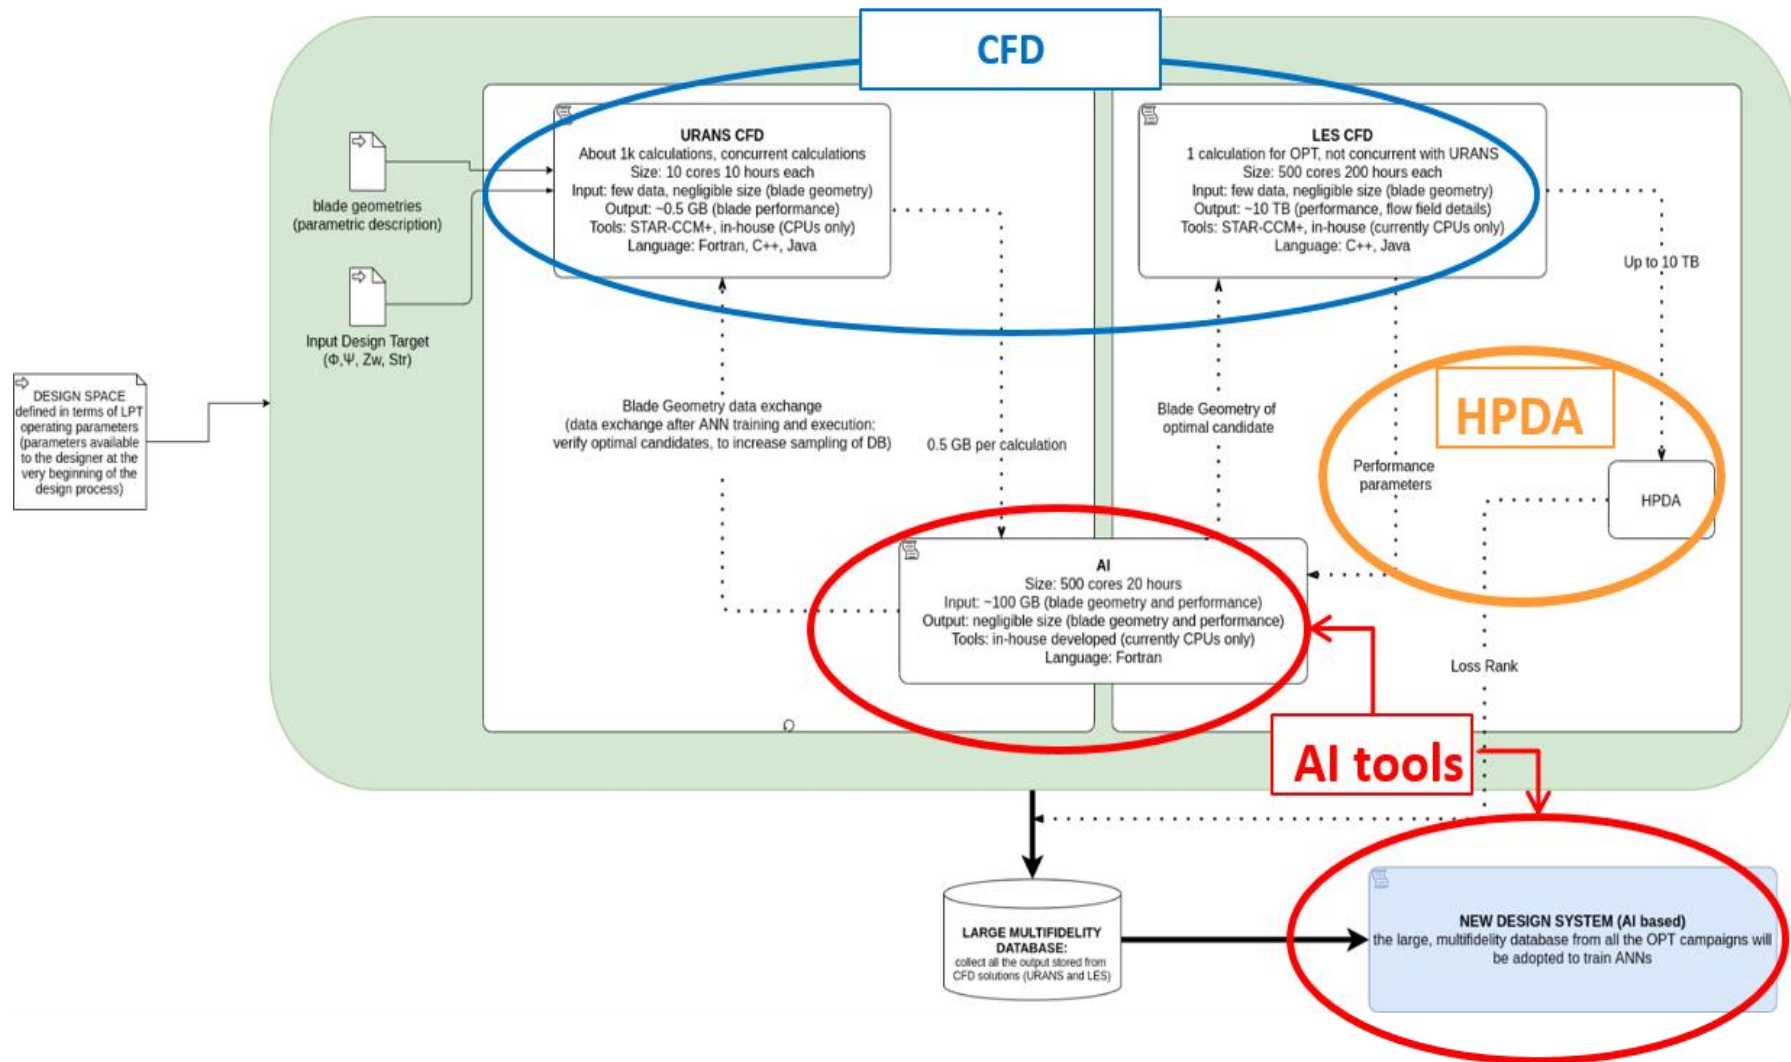 CFD
URANS CFD
About 1k calculations, concurrent calculations
Size: 10 cores 10 hours each
Input: few data, negligible size (blade geometry)
Output: ~0.5 GB (blade performance)
Tools: STAR-CCM+, in-house (CPUs only)
Language: Fortran, C++, Java
LES CFD
1 calculation for OPT, not concurrent with URANS
Size: 500 cores 200 hours each
Input: few data, negligible size (blade geometry)
Output: ~10 TB (performance, flow field details)
Tools: STAR-CCM+, in-house (currently CPUs only)
Language: C++, Java
blade geometries
(parametric description)
Input Design Target
(Φ,Ψ, Zw, Str)
DESIGN SPACE
defined in terms of LPT
operating parameters
(parameters available
to the designer at the
very beginning of the
design process)
Up to 10 TB
Blade Geometry data exchange
(data exchange after ANN training and execution:
verify optimal candidates, to increase sampling of DB)
0.5 GB per calculation
Blade Geometry of
optimal candidate
HPDA
Performance
parameters
HPDA
AI
Size: 500 cores 20 hours
Input: ~100 GB (blade geometry and performance)
Output: negligible size (blade geometry and performance)
Tools: in-house developed (currently CPUs only)
Language: Fortran
Loss Rank
AI tools
LARGE MULTIFIDELITY
DATABASE:
collect all the output stored from
CFD solutions (URANS and LES)
NEW DESIGN SYSTEM (AI based)
the large, multifidelity database from all the OPT campaigns will
be adopted to train ANNs